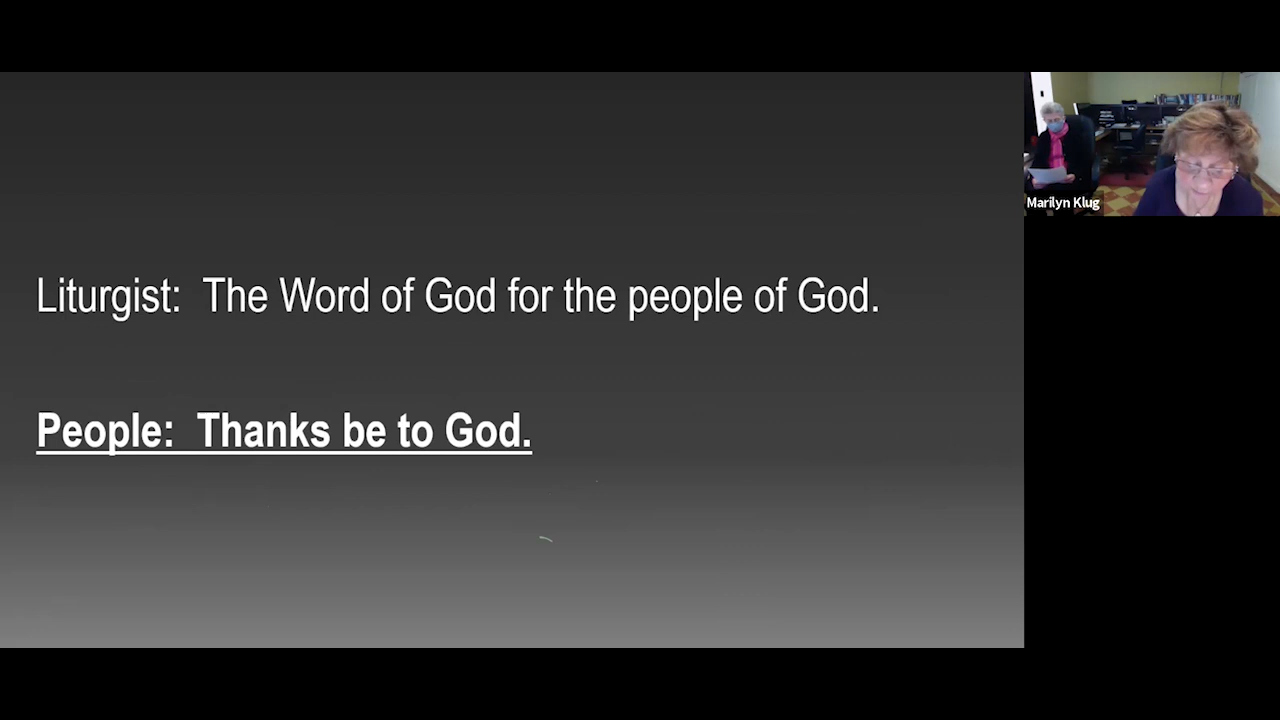 Liturgist:  The Word of God for the people of God.
People:  Thanks be to God.
Marilyn Klug